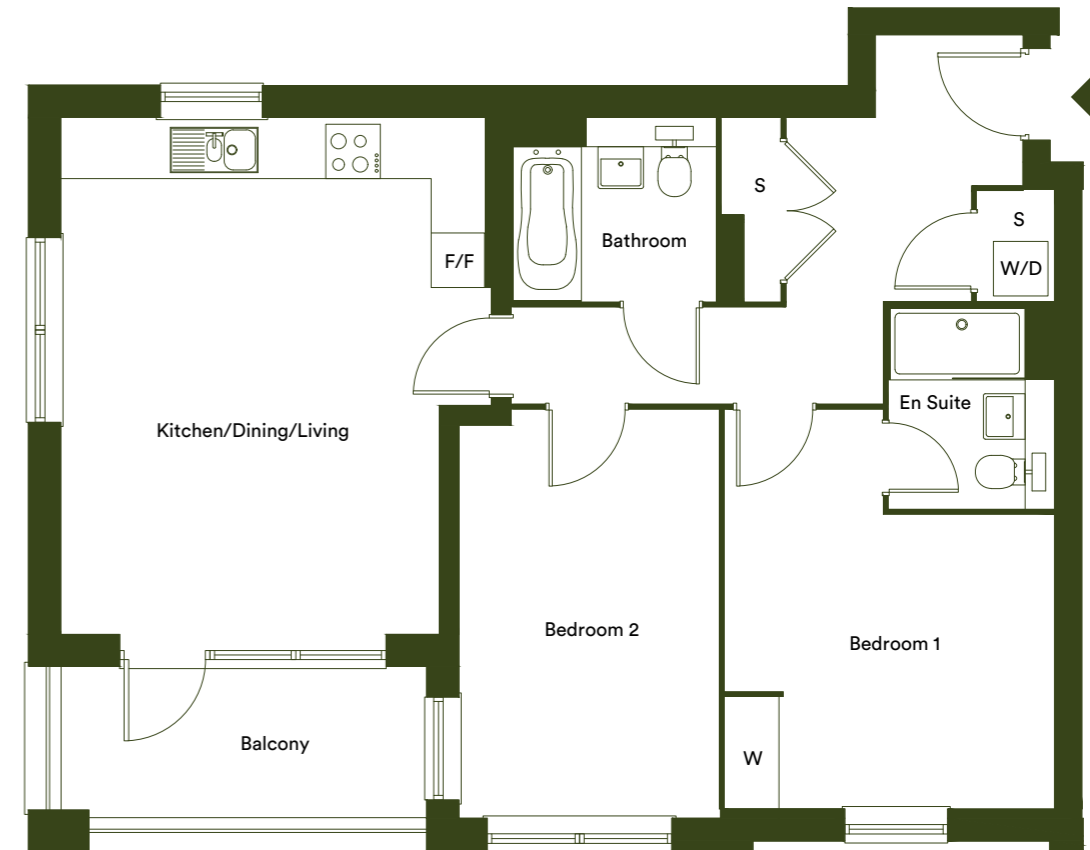 S
S
W/D
Bathroom
F/F
En Suite
Kitchen/Dining/Living
Bedroom 2
Bedroom 1
Balcony
W